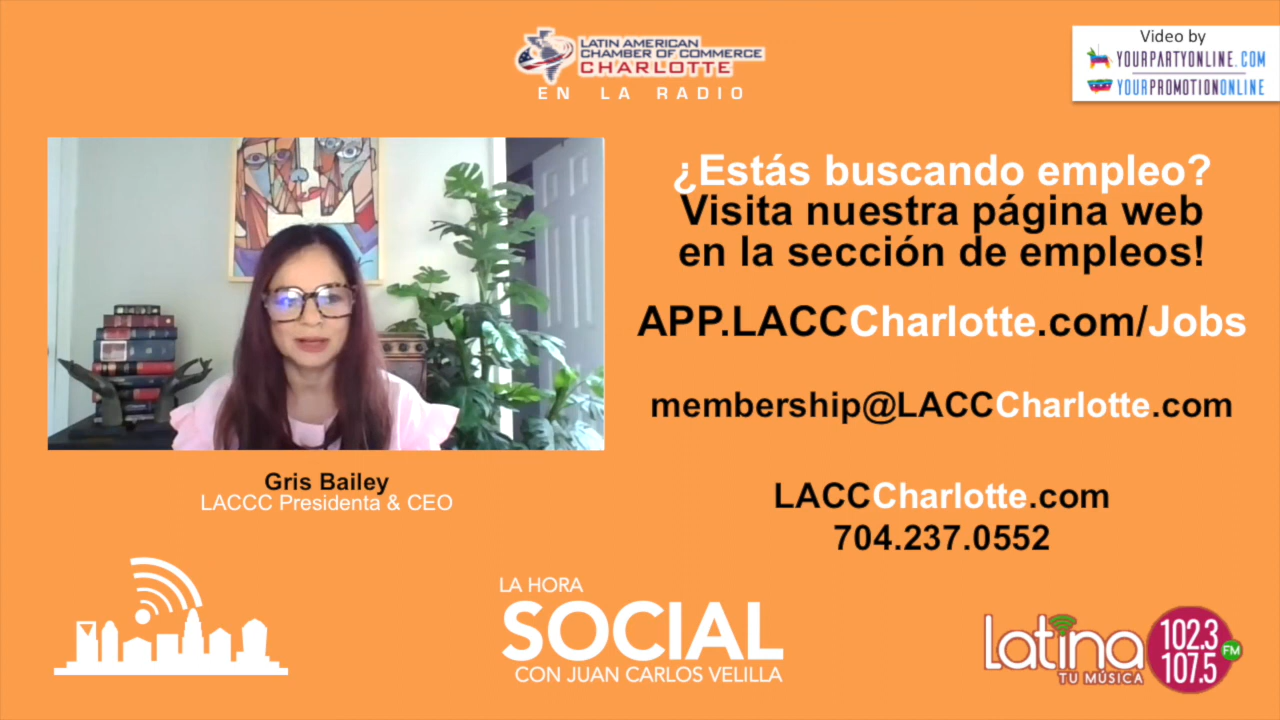 LATIN AMERICAN
CHAMBER OF COMMERCE
CHARLOTTE
EN LA RADIO
Video by
YOURPARTYONLINE.COM
YOURPROMOTIONONLINE
¿Estás buscando empleo?
Visita nuestra página web
en la sección de empleos!
APP.LACCCharlotte.com/Jobs
membership@LACCCharlotte.com
LACCCharlotte.com
704.237.0552
Gris Bailey
LACCC Presidenta & CEO
LA HORA
SOCIAL
CON JUAN CARLOS VELILLA
Latina
TU MÚSICA
102.3
107.5
FM